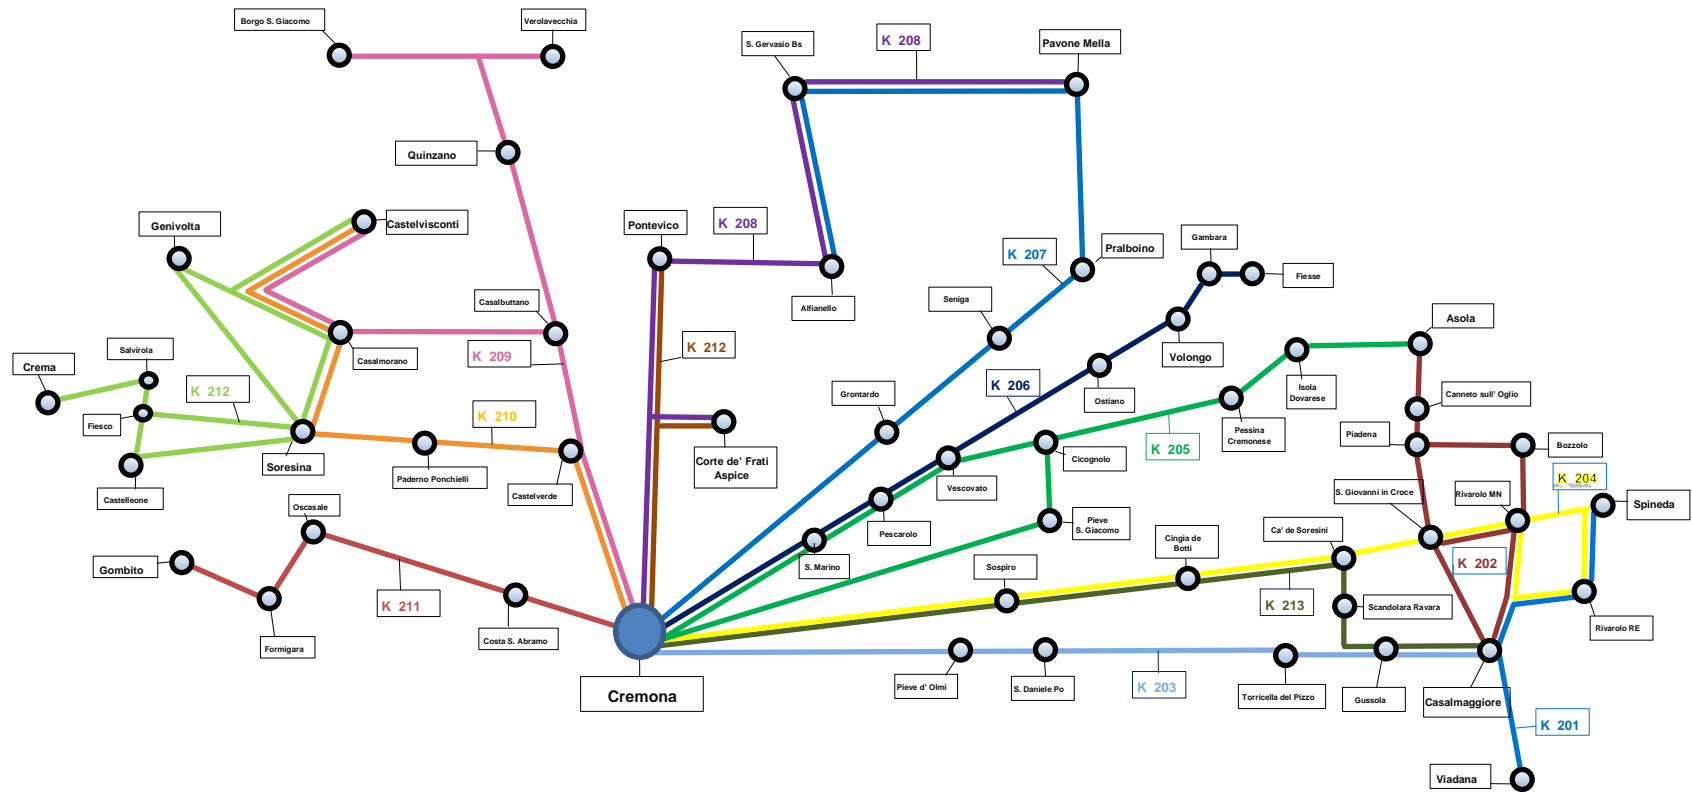 Borgo S. Giacomo
Verolavecchia
K 208
S. Gervasio Bs
Pavone Mella
Quinzano
Genivolta
Castelvisconti
Pontevico
K 208
K 207
Pralboino
Gambara
Fiesse
Casalbuttano
Alfianello
Seniga
Asola
Salvirola
Crema
Casalmorano
K 209
K 212
Volongo
K 212
K 206
Ostiano
Isola
Dovarese
Canneto sull' Oglio
Fiesco
K 210
Grontardo
Pessina
Cremonese
Piadena
Bozzolo
K 205
Soresina
Paderno Ponchielli
Castelverde
Corte de' Frati
Aspice
Cicognolo
Castelleone
Vescovato
K 204
S. Giovanni in Croce
Rivarolo MN
Spineda
Oscasale
Pescarolo
Pieve
S. Giacomo
Ca' de Soresini
Cingia de
Botti
Gombito
S. Marino
Sospiro
K 202
K 211
K 213
Scandolara Ravara
Rivarolo RE
Formigara
Costa S. Abramo
Cremona
Pieve d' Olmi
S. Daniele Po
K 203
Torricella del Pizzo
Gussola
Casalmaggiore
K 201
Viadana